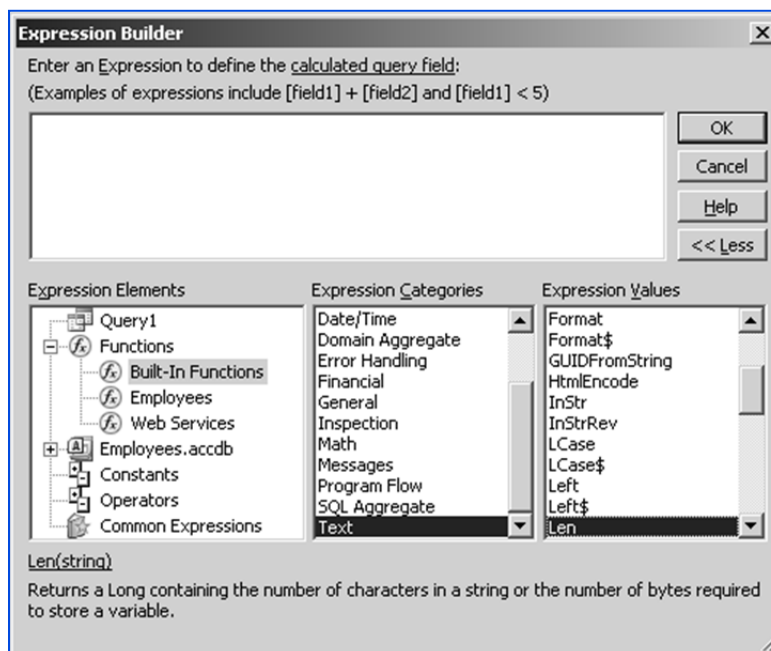 Expression Builder
Enter an Expression to define the calculated query field:
(Examples of expressions include [field1] + [field2] and [field1] < 5)
OK
Cancel
Help
<< Less
Expression Elements
Query1
Functions
Built-In Functions
Employees
Web Services
Employees.accdb
Constants
Operators
Common Expressions
Expression Categories
Date/Time
Domain Aggregate
Error Handling
Financial
General
Inspection
Math
Messages
Program Flow
SQL Aggregate
Text
Expression Values
Format
Format$
GUIDFromString
HtmlEncode
InStr
InStrRev
LCase
LCase$
Left
Left$
Len
Len(string)
Returns a Long containing the number of characters in a string or the number of bytes required
to store a variable.